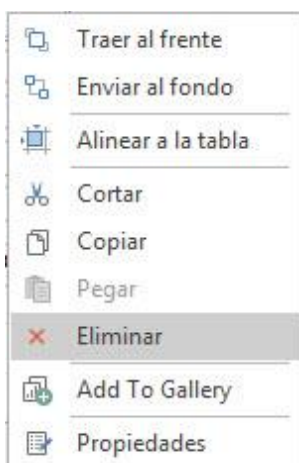 Traer al frente
Enviar al fondo
Alinear a la tabla
Cortar
Copiar
Pegar
Eliminar
Add To Gallery
Propiedades